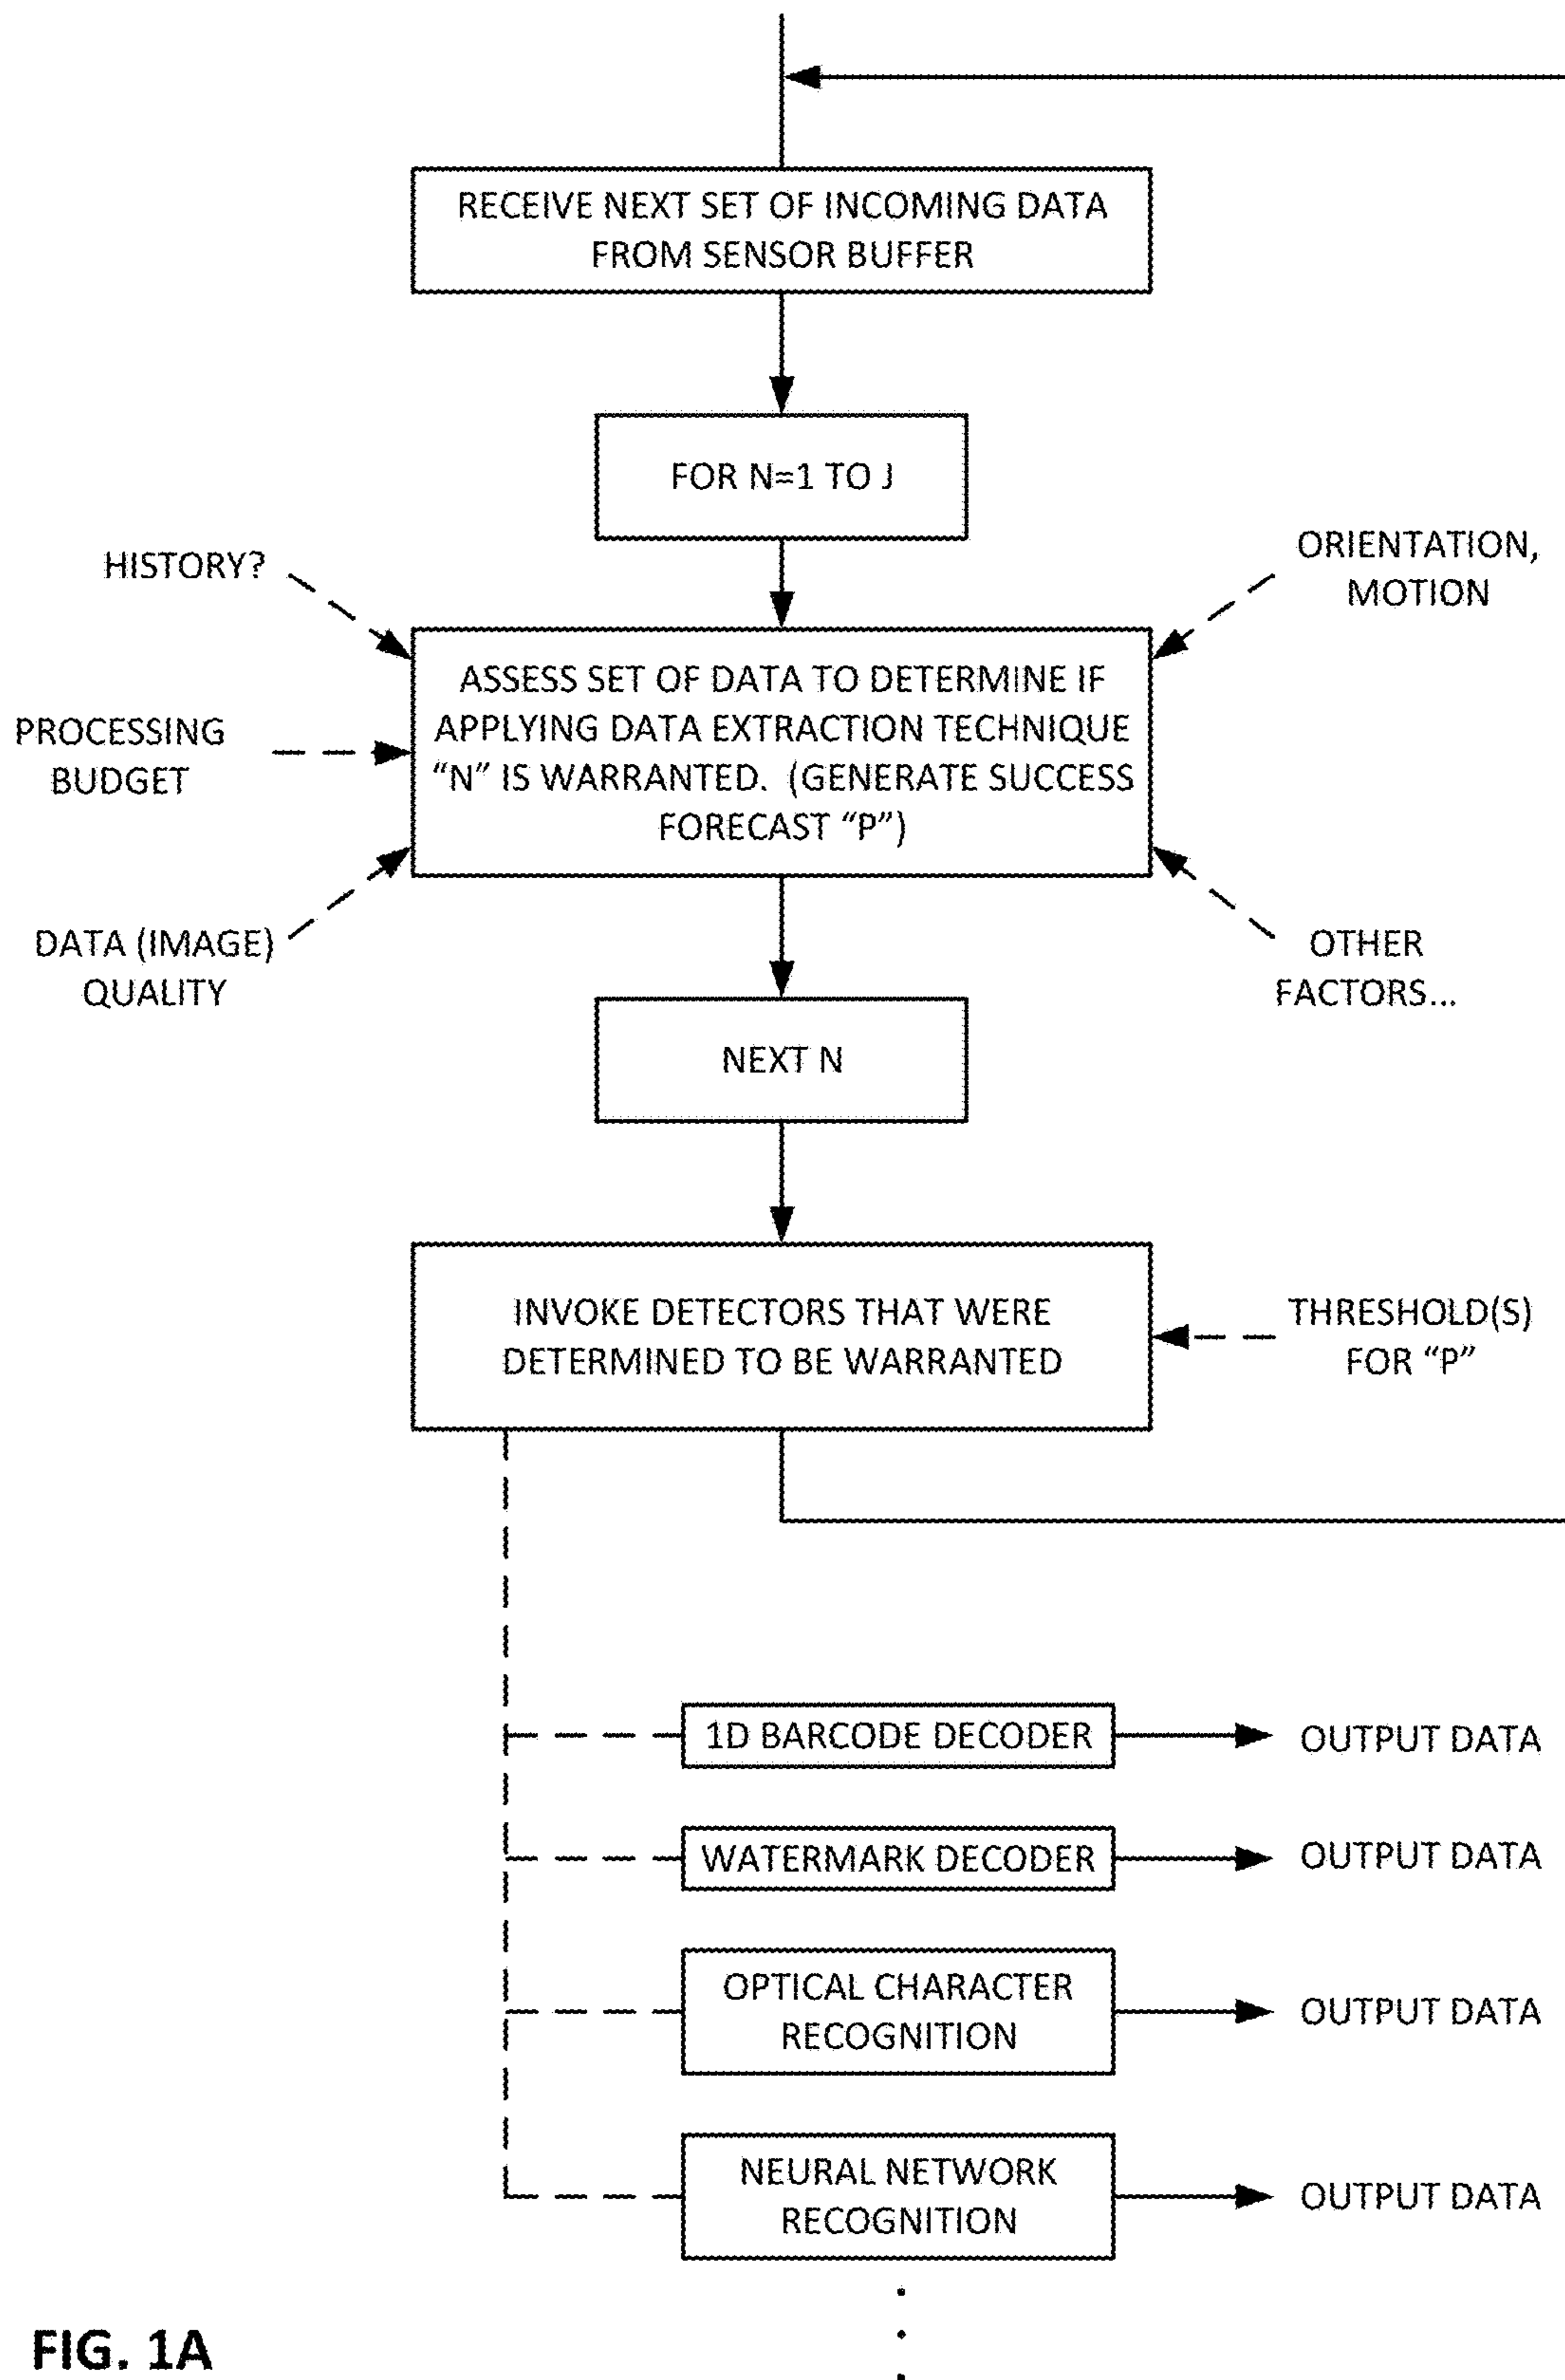 RECEIVE NEXT SET OF INCOMING DATA
FROM SENSOR BUFFER
FOR N=1 TO J
HISTORY?
ORIENTATION,
MOTION
PROCESSING
BUDGET
ASSESS SET OF DATA TO DETERMINE IF
APPLYING DATA EXTRACTION TECHNIQUE
“N” IS WARRANTED. (GENERATE SUCCESS
FORECAST “P”)
DATA (IMAGE)
QUALITY
OTHER
FACTORS...
NEXT N
INVOKE DETECTORS THAT WERE
DETERMINED TO BE WARRANTED
THRESHOLD(S)
FOR “P”
1D BARCODE DECODER
OUTPUT DATA
WATERMARK DECODER
OUTPUT DATA
OPTICAL CHARACTER
RECOGNITION
OUTPUT DATA
NEURAL NETWORK
RECOGNITION
OUTPUT DATA
FIG. 1A